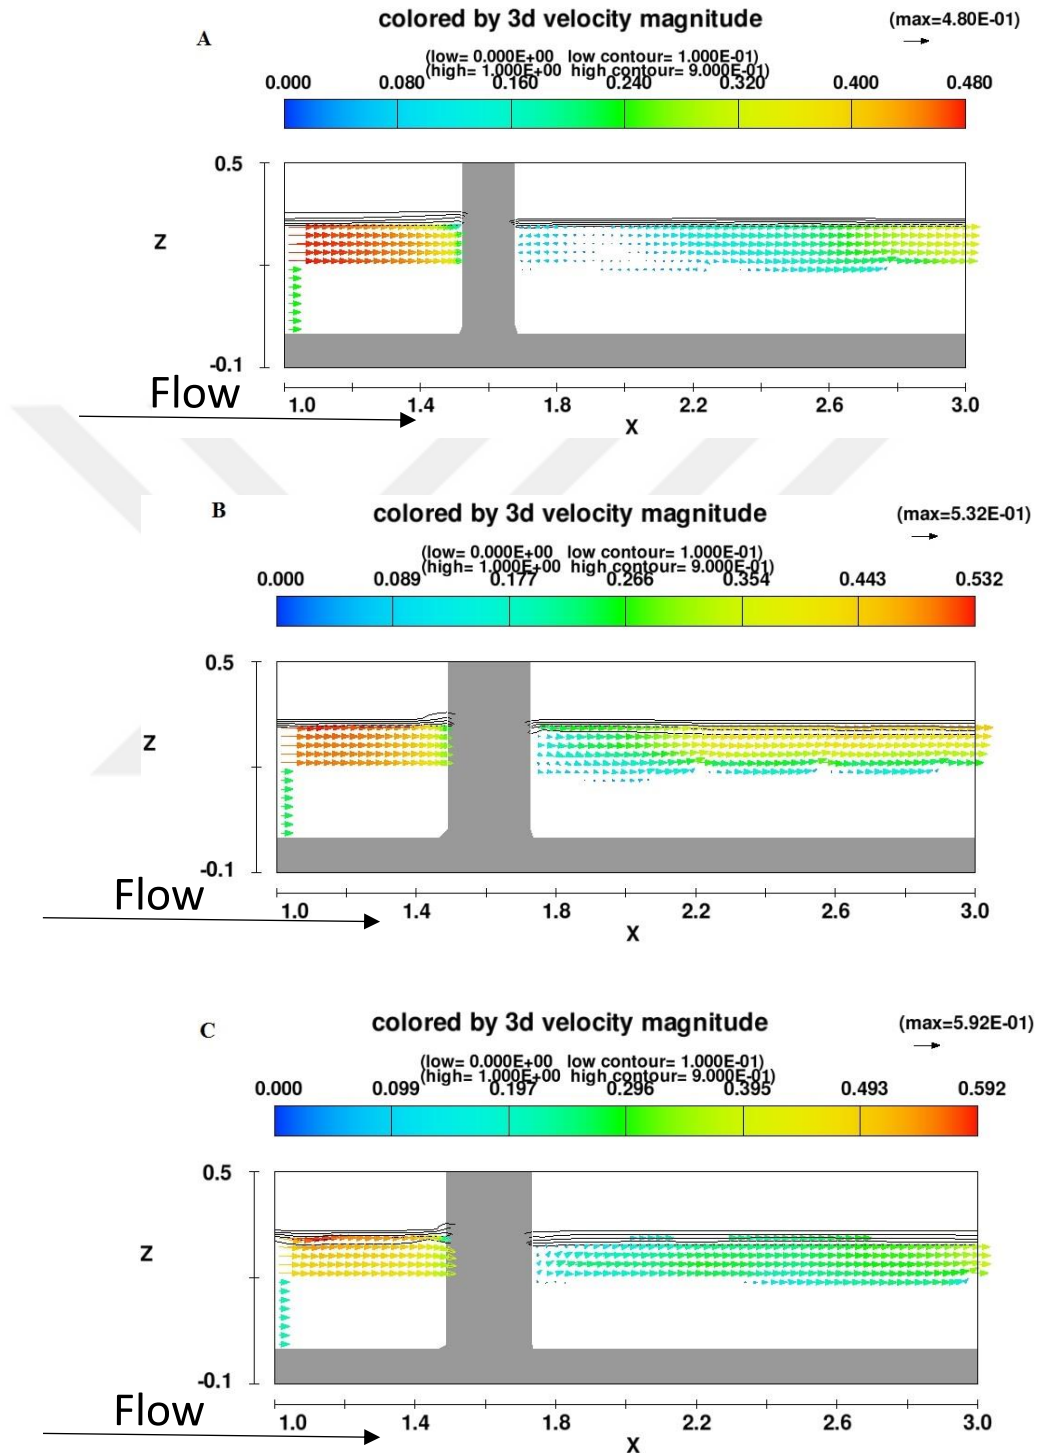 A
colored by 3d velocity magnitude
(max=4.80E-01)
(low= 0.000E+00 low contour= 1.000E-01)
(high= 1.000E+00 high contour= 9.000E-01)
0.000 0.080 0.160 0.240 0.320 0.400 0.480
0.5
Z
-0.1
Flow
1.0 1.4 1.8 2.2 2.6 3.0
X
B
colored by 3d velocity magnitude
(max=5.32E-01)
(low= 0.000E+00 low contour= 1.000E-01)
(high= 1.000E+00 high contour= 9.000E-01)
0.000 0.089 0.177 0.266 0.354 0.443 0.532
0.5
Z
-0.1
Flow
1.0 1.4 1.8 2.2 2.6 3.0
X
C
colored by 3d velocity magnitude
(max=5.92E-01)
(low= 0.000E+00 low contour= 1.000E-01)
(high= 1.000E+00 high contour= 9.000E-01)
0.000 0.099 0.197 0.296 0.395 0.493 0.592
0.5
Z
-0.1
Flow
1.0 1.4 1.8 2.2 2.6 3.0
X